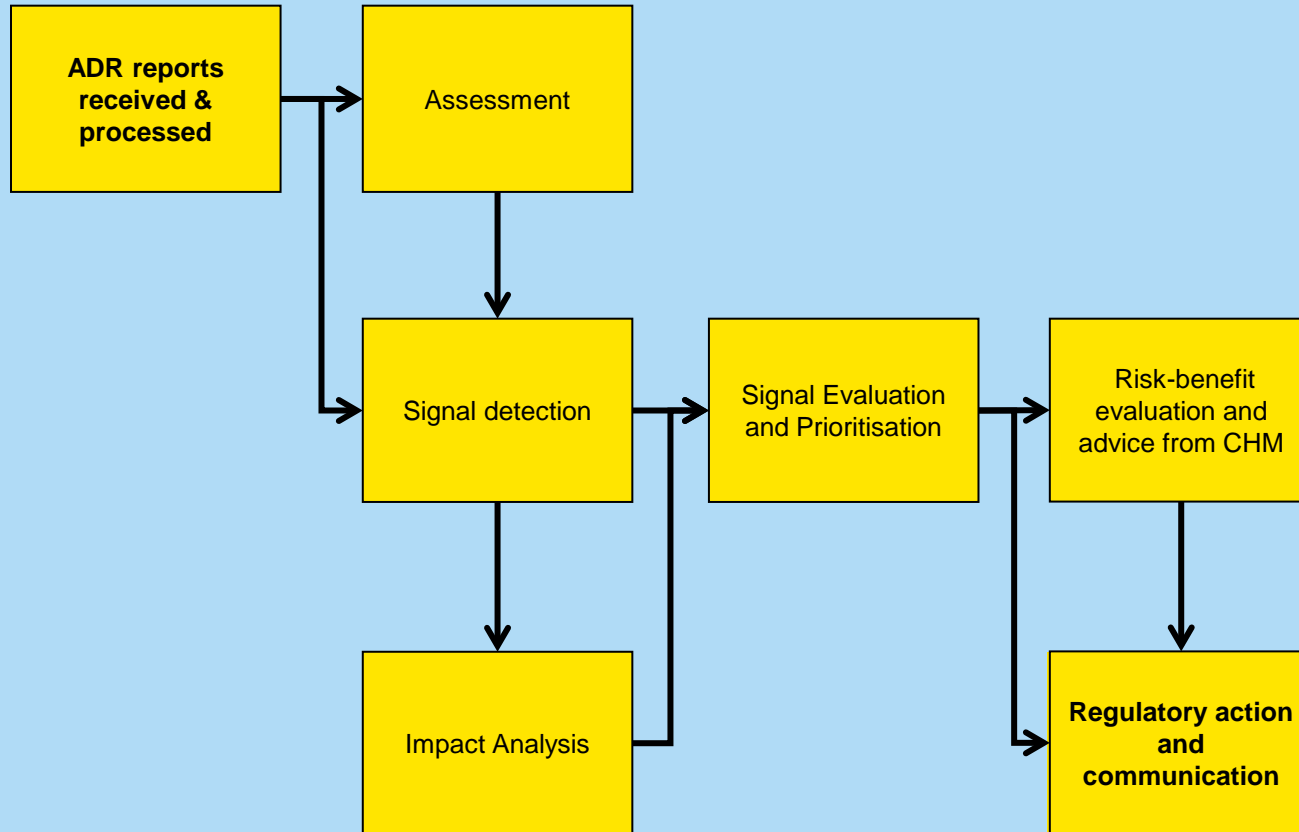 ADR reports
received &
processed
Assessment
Signal detection
Signal Evaluation
and Prioritisation
Risk-benefit
evaluation and
advice from CHM
Impact Analysis
Regulatory action
and
communication